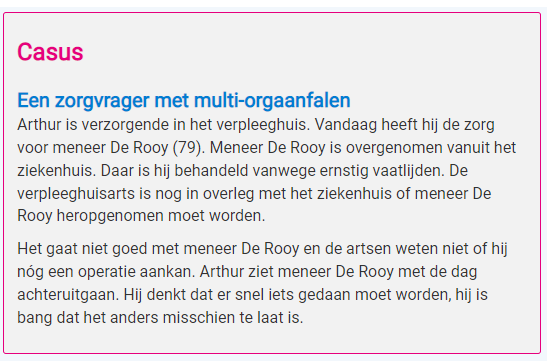 Casus
Een zorgvrager met multi-orgaanfalen
Arthur is verzorgende in het verpleeghuis. Vandaag heeft hij de zorg
voor meneer De Rooy (79). Meneer De Rooy is overgenomen vanuit het
ziekenhuis. Daar is hij behandeld vanwege ernstig vaatlijden. De
verpleeghuisarts is nog in overleg met het ziekenhuis of meneer De
Rooy heropgenomen moet worden.
Het gaat niet goed met meneer De Rooy en de artsen weten niet of hij
nóg een operatie aankan. Arthur ziet meneer De Rooy met de dag
achteruitgaan. Hij denkt dat er snel iets gedaan moet worden, hij is
bang dat het anders misschien te laat is.